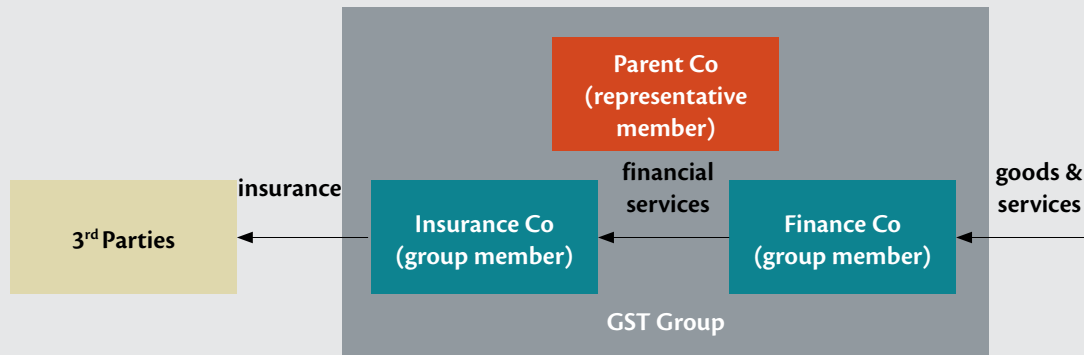 Parent Co
(representative
member)
insurance
financial
services
goods &
services
3rd Parties
Insurance Co
(group member)
Finance Co
(group member)
GST Group